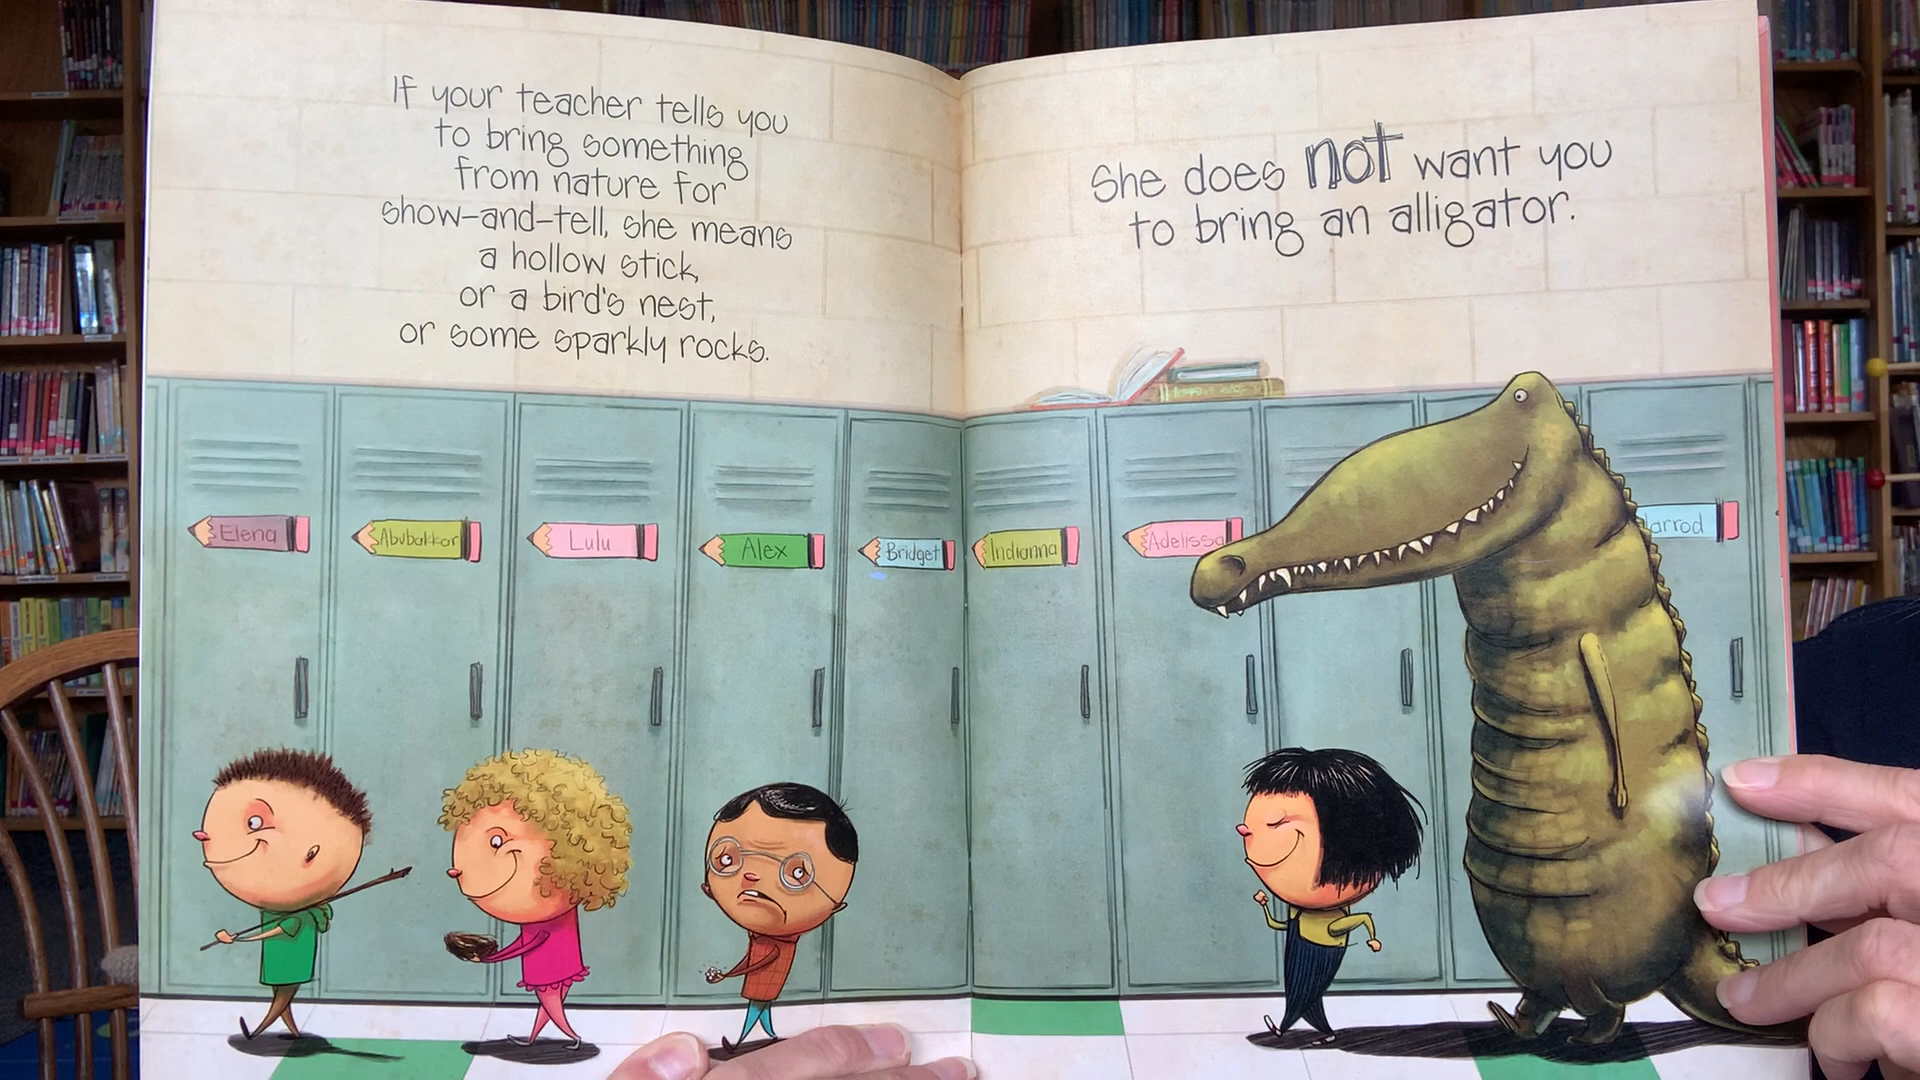 If your teacher tells you
to bring something
from nature for
show-and-tell, she means
a hollow stick,
or a bird's nest,
or some sparkly rocks.
She does not want you
to bring an alligator.
Elena
Abubakkar
Lulu
Alex
Bridget
Indianna
Adelissa
Jarrod